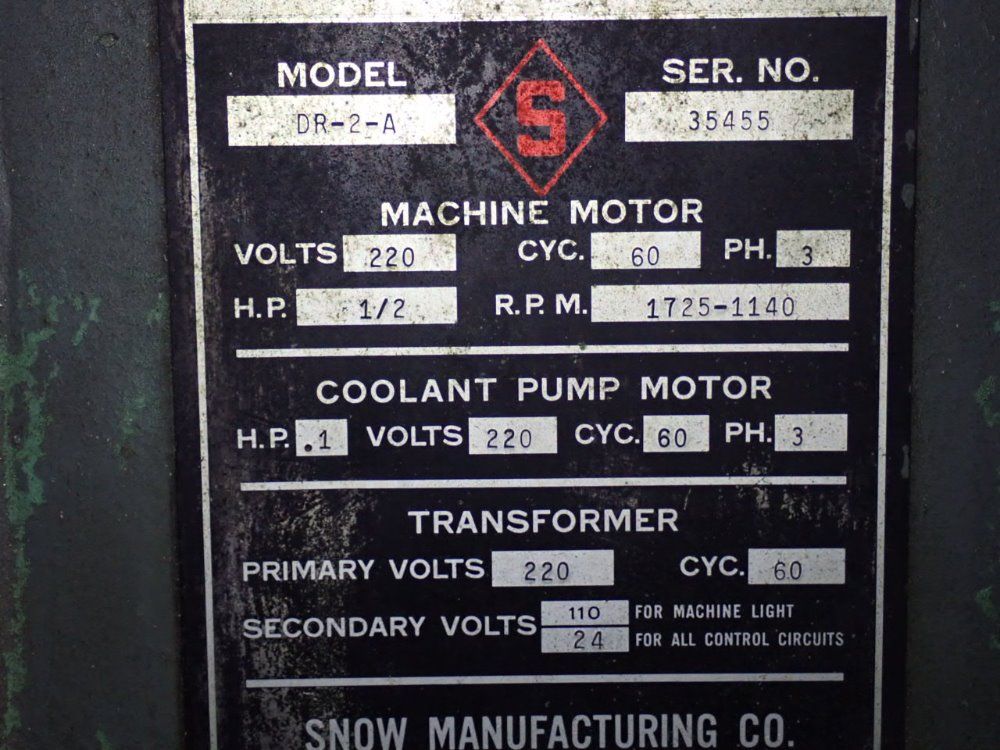 MODEL SER. NO.
DR-2-A S 35455
MACHINE MOTOR
VOLTS 220 CYC. 60 PH. 3
H.P. 1/2 R.P.M. 1725-1140
COOLANT PUMP MOTOR
H.P. .1 VOLTS 220 CYC. 60 PH. 3
TRANSFORMER
PRIMARY VOLTS 220 CYC. 60
SECONDARY VOLTS 110 FOR MACHINE LIGHT
24 FOR ALL CONTROL CIRCUITS
SNOW MANUFACTURING CO.